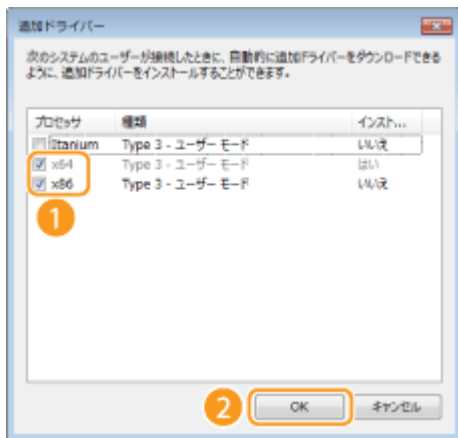 追加ドライバー
次のシステムのユーザーが接続したときに、自動的に追加ドライバーをダウンロードできる
ように、追加ドライバーをインストールすることができます。
プロセッサ 種類 インスト...
Itanium Type 3 - ユーザー モード いいえ
x64 Type 3 - ユーザー モード はい
x86 Type 3 - ユーザー モード いいえ
1
2 OK キャンセル